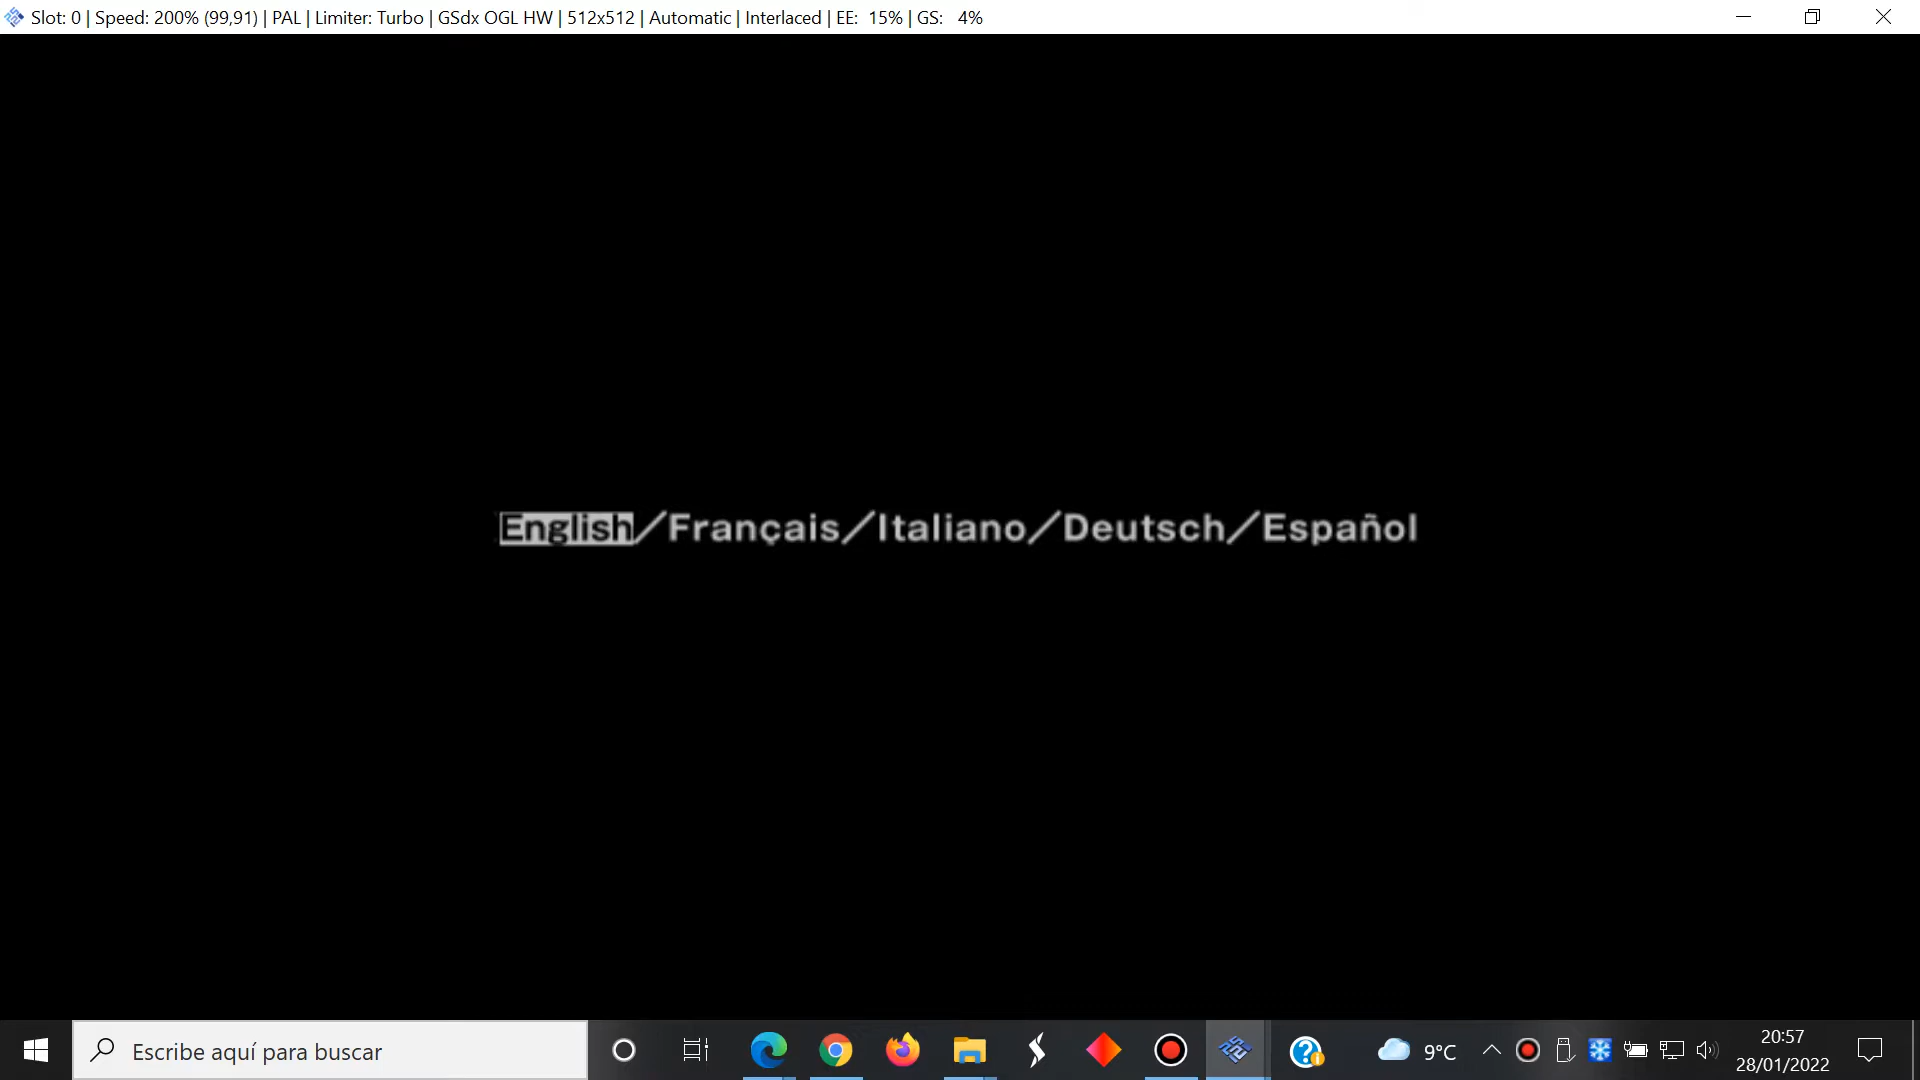 Slot: 0 | Speed: 200% (99,91) | PAL | Limiter: Turbo | GSdx OGL HW | 512x512 | Automatic | Interlaced | EE:  15% | GS:   4%
English／Français／Italiano／Deutsch／Español
Escribe aquí para buscar
9°C
20:57
28/01/2022